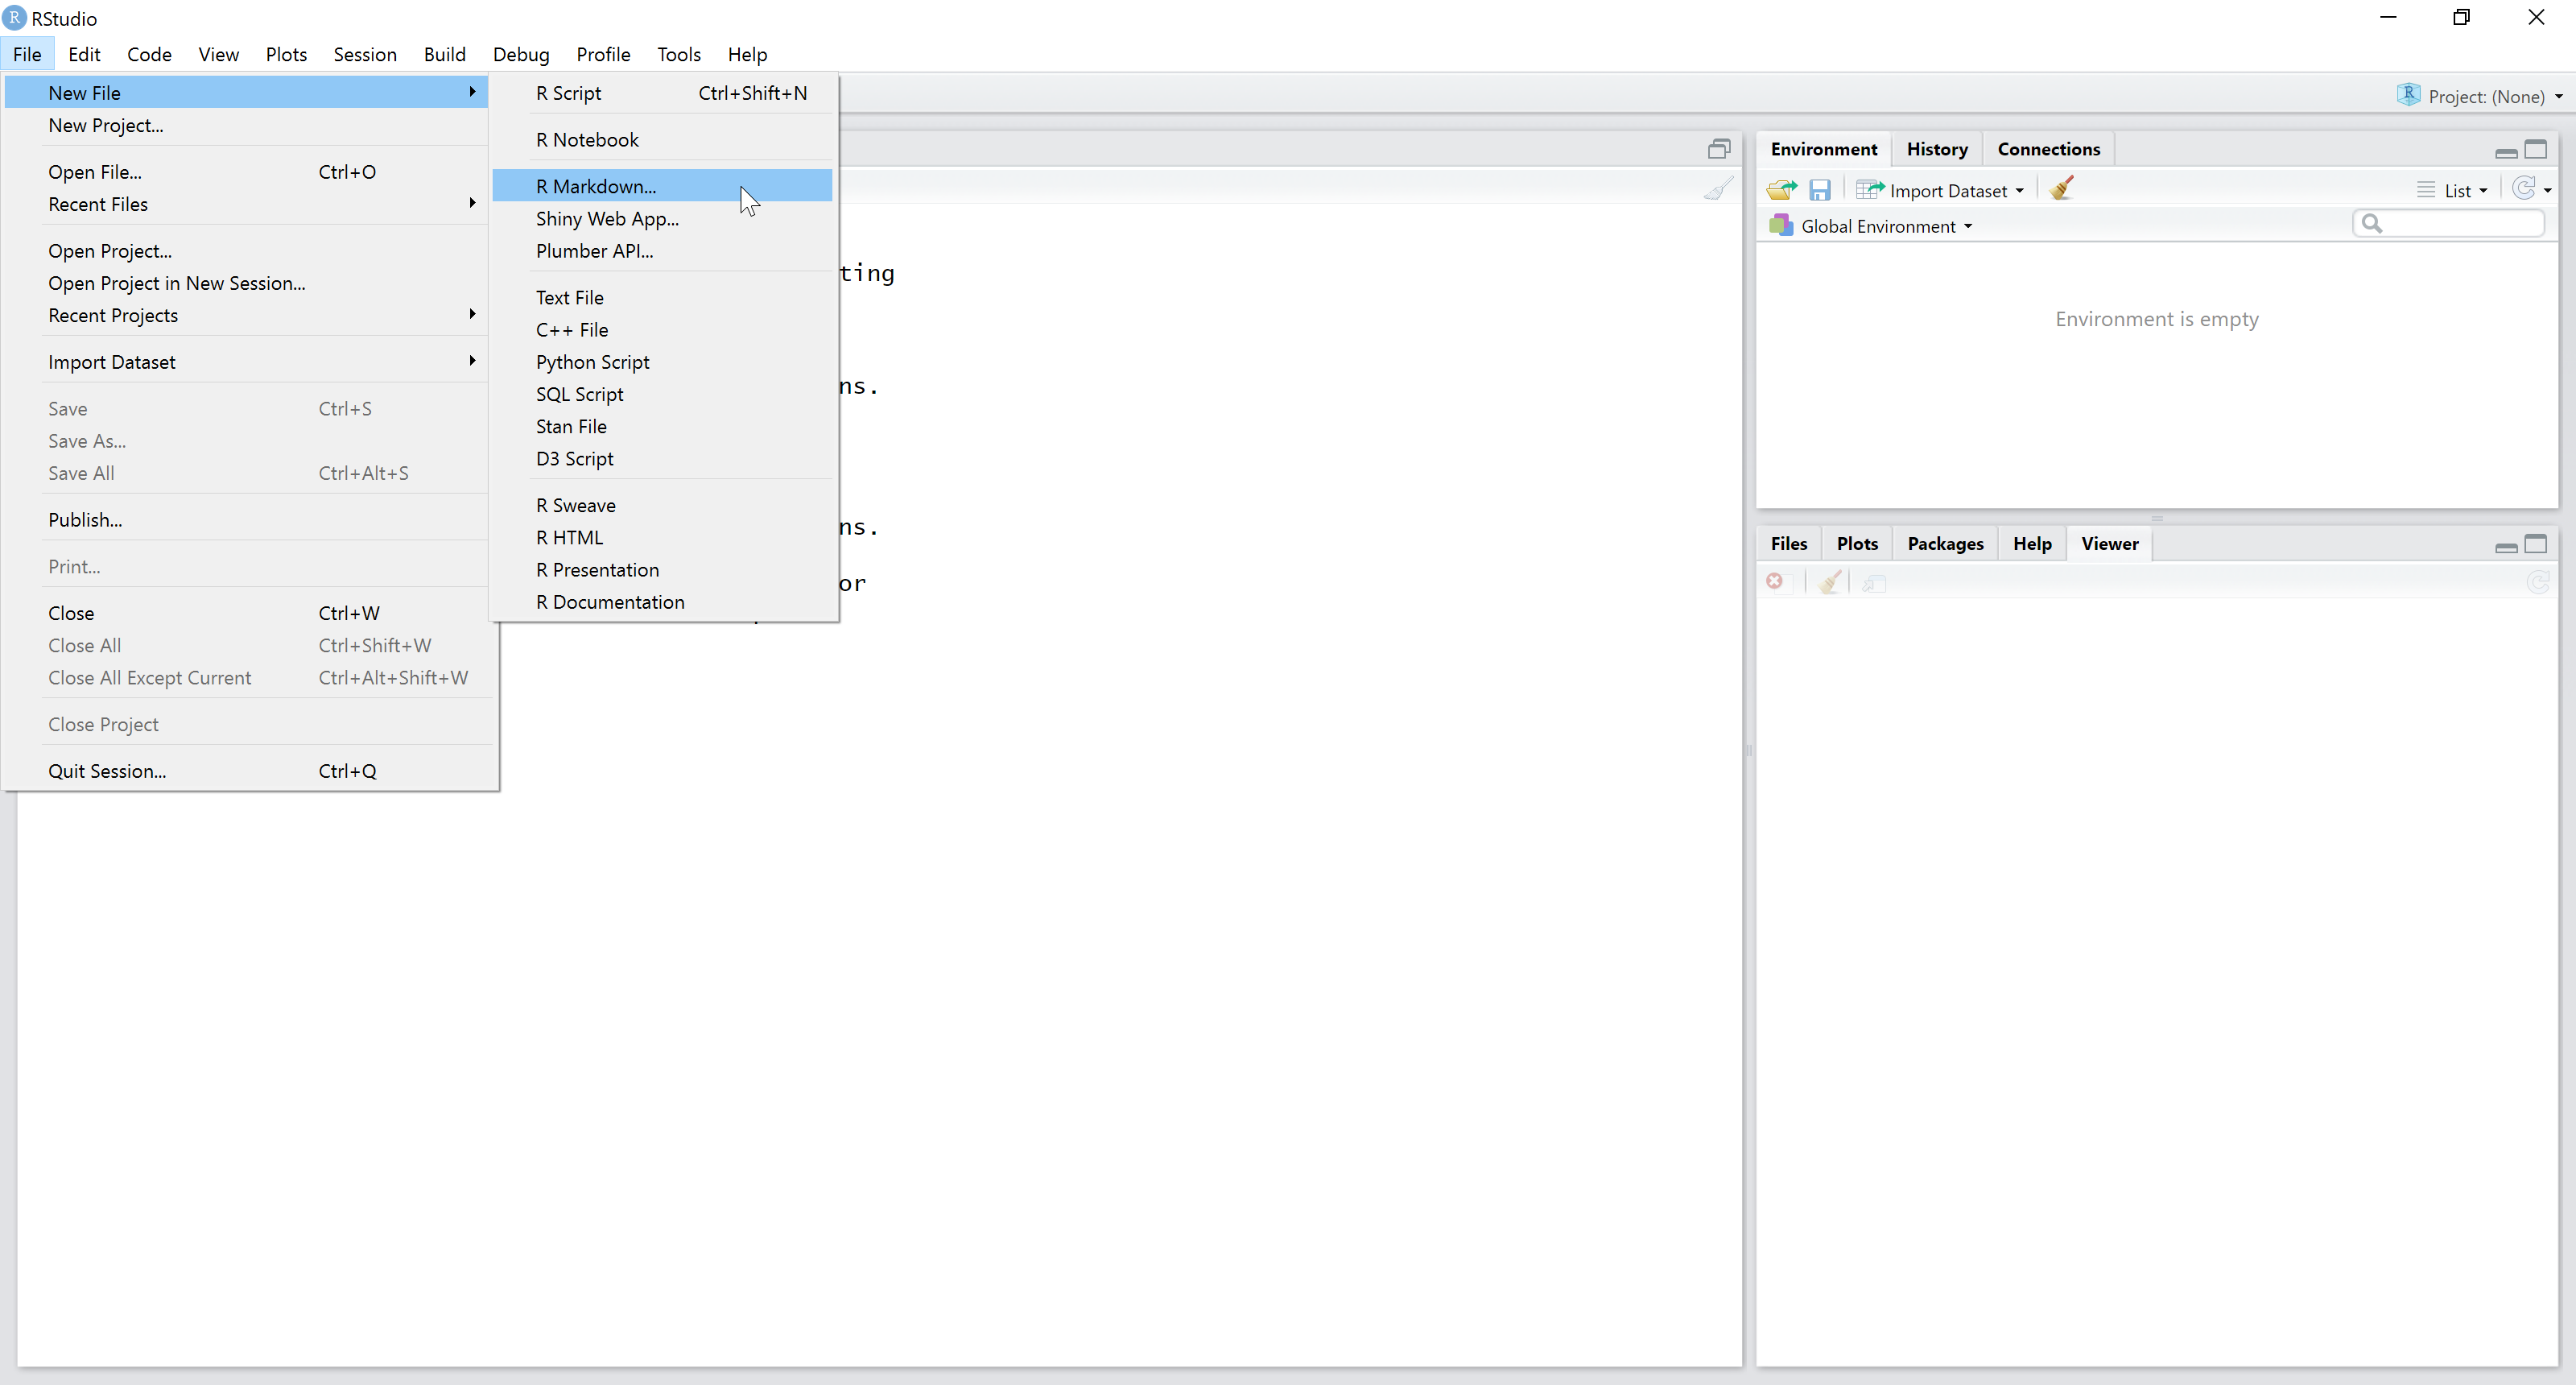 RStudio
File Edit Code View Plots Session Build Debug Profile Tools Help
New File
New Project...
Open File... Ctrl+O
Recent Files
Open Project...
Open Project in New Session...
Recent Projects
Import Dataset
Save Ctrl+S
Save As...
Save All Ctrl+Alt+S
Publish...
Print...
Close Ctrl+W
Close All Ctrl+Shift+W
Close All Except Current Ctrl+Alt+Shift+W
Close Project
Quit Session... Ctrl+Q
R Script Ctrl+Shift+N
R Notebook
R Markdown...
Shiny Web App...
Plumber API...
Text File
C++ File
Python Script
SQL Script
Stan File
D3 Script
R Sweave
R HTML
R Presentation
R Documentation
ting
ns.
ns.
or
Project: (None)
Environment History Connections
Import Dataset List
Global Environment
Environment is empty
Files Plots Packages Help Viewer